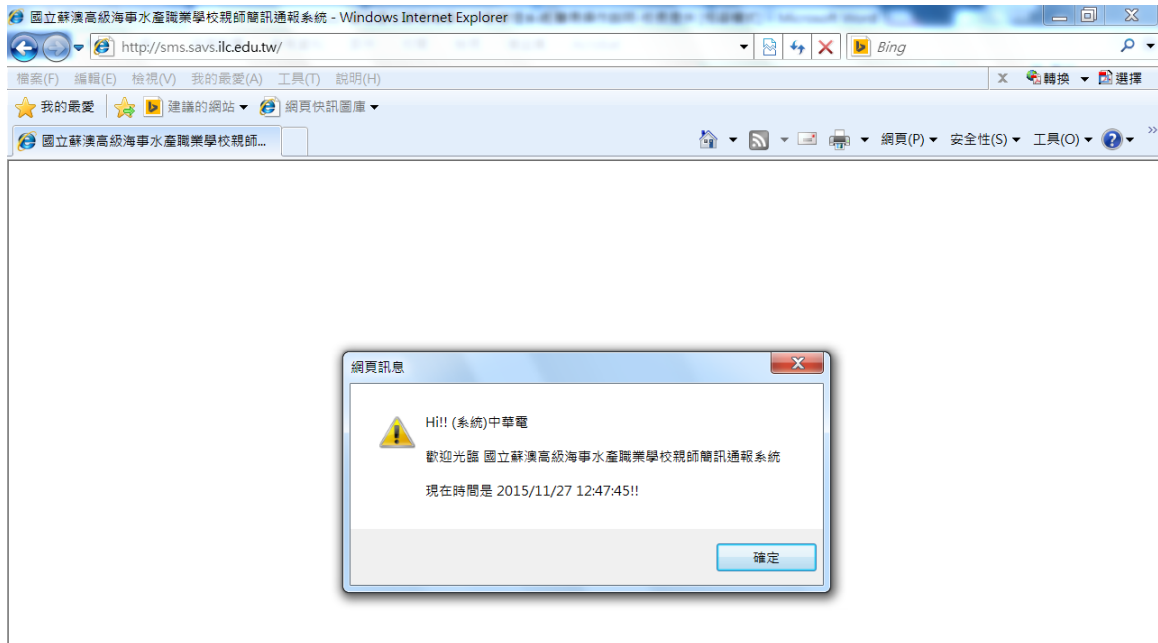 國立蘇澳高級海事水產職業學校親師簡訊通報系統 - Windows Internet Explorer
http://sms.savs.ilc.edu.tw/
Bing
檔案(F) 編輯(E) 檢視(V) 我的最愛(A) 工具(T) 說明(H)
x 轉換 選擇
我的最愛 建議的網站 網頁快訊圖庫
國立蘇澳高級海事水產職業學校親師...
網頁(P) 安全性(S) 工具(O) »
網頁訊息
Hi!! (系統)中華電
歡迎光臨 國立蘇澳高級海事水產職業學校親師簡訊通報系統
現在時間是 2015/11/27 12:47:45!!
確定